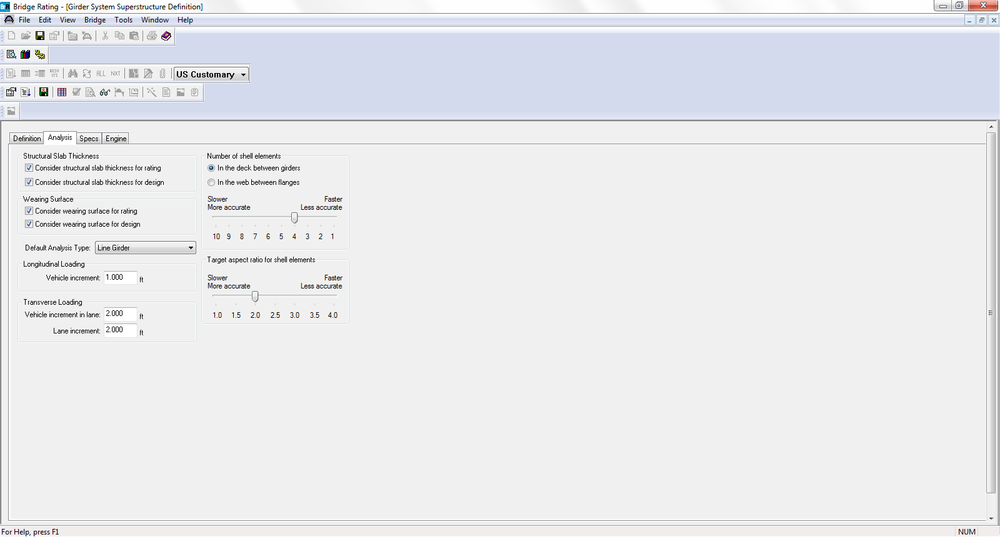 BrR Bridge Rating - [Girder System Superstructure Definition]
File Edit View Bridge Tools Window Help
RESU LTS ALL NXT US Customary
Definition Analysis Specs Engine
Structural Slab Thickness
Consider structural slab thickness for rating
Consider structural slab thickness for design
Wearing Surface
Consider wearing surface for rating
Consider wearing surface for design
Default Analysis Type: Line Girder
Longitudinal Loading
Vehicle increment: 1.000 ft
Transverse Loading
Vehicle increment in lane: 2.000 ft
Lane increment: 2.000 ft
Number of shell elements
In the deck between girders
In the web between flanges
Slower Faster
More accurate Less accurate
10 9 8 7 6 5 4 3 2 1
Target aspect ratio for shell elements
Slower Faster
More accurate Less accurate
1.0 1.5 2.0 2.5 3.0 3.5 4.0
For Help, press F1 NUM